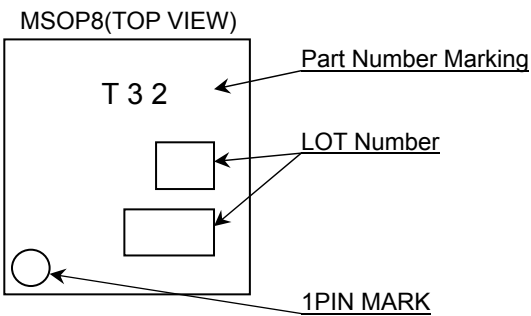 MSOP8(TOP VIEW)
Part Number Marking
T 3 2
LOT Number
1PIN MARK